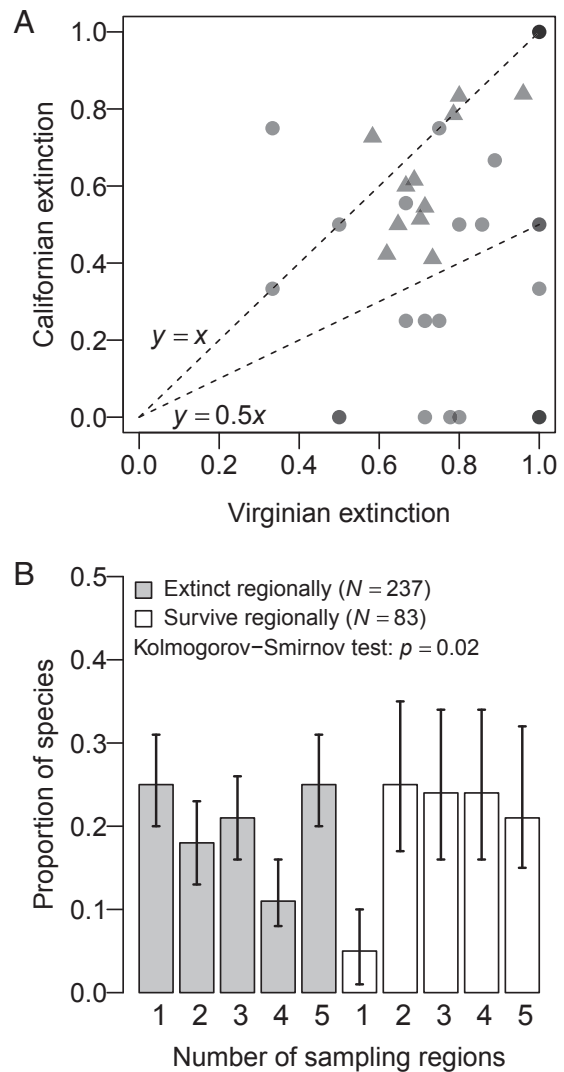 A
Californian extinction
1.0
0.8
0.6
0.4
0.2
0.0
y = x
y = 0.5x
0.0 0.2 0.4 0.6 0.8 1.0
Virginian extinction
B
Proportion of species
0.5
0.4
0.3
0.2
0.1
0.0
Extinct regionally (N = 237)
Survive regionally (N = 83)
Kolmogorov−Smirnov test: p = 0.02
1 2 3 4 5 1 2 3 4 5
Number of sampling regions